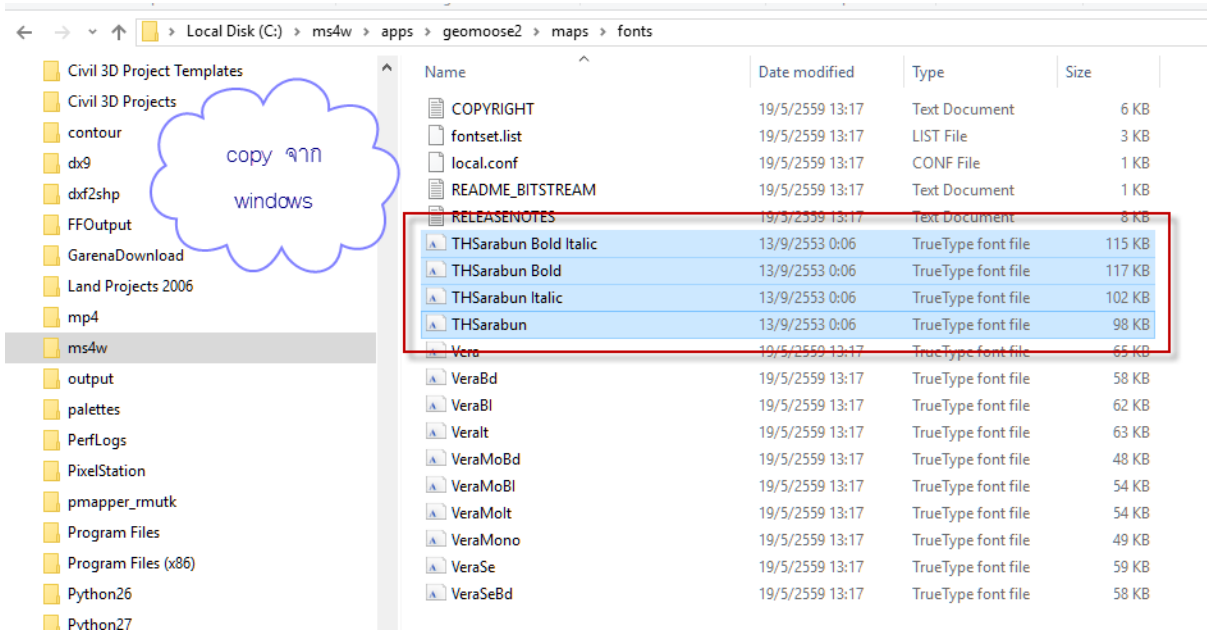 Local Disk (C:) > ms4w > apps > geomoose2 > maps > fonts
Civil 3D Project Templates
Civil 3D Projects
contour
dx9
dxf2shp
FFOutput
GarenaDownload
Land Projects 2006
mp4
ms4w
output
palettes
PerfLogs
PixelStation
pmapper_rmutk
Program Files
Program Files (x86)
Python26
Python27
copy จาก
windows
Name Date modified Type Size
COPYRIGHT 19/5/2559 13:17 Text Document 6 KB
fontset.list 19/5/2559 13:17 LIST File 3 KB
local.conf 19/5/2559 13:17 CONF File 1 KB
README_BITSTREAM 19/5/2559 13:17 Text Document 1 KB
RELEASENOTES 19/5/2559 13:17 Text Document 8 KB
THSarabun Bold Italic 13/9/2553 0:06 TrueType font file 115 KB
THSarabun Bold 13/9/2553 0:06 TrueType font file 117 KB
THSarabun Italic 13/9/2553 0:06 TrueType font file 102 KB
THSarabun 13/9/2553 0:06 TrueType font file 98 KB
Vera 19/5/2559 13:17 TrueType font file 65 KB
VeraBd 19/5/2559 13:17 TrueType font file 58 KB
VeraBI 19/5/2559 13:17 TrueType font file 62 KB
VeraIt 19/5/2559 13:17 TrueType font file 63 KB
VeraMoBd 19/5/2559 13:17 TrueType font file 48 KB
VeraMoBI 19/5/2559 13:17 TrueType font file 54 KB
VeraMoIt 19/5/2559 13:17 TrueType font file 54 KB
VeraMono 19/5/2559 13:17 TrueType font file 49 KB
VeraSe 19/5/2559 13:17 TrueType font file 59 KB
VeraSeBd 19/5/2559 13:17 TrueType font file 58 KB